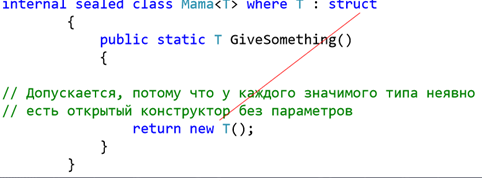 internal sealed class Mama<T> where T : struct
{
public static T GiveSomething()
{
// Допускается, потому что у каждого значимого типа неявно
// есть открытый конструктор без параметров
return new T();
}
}